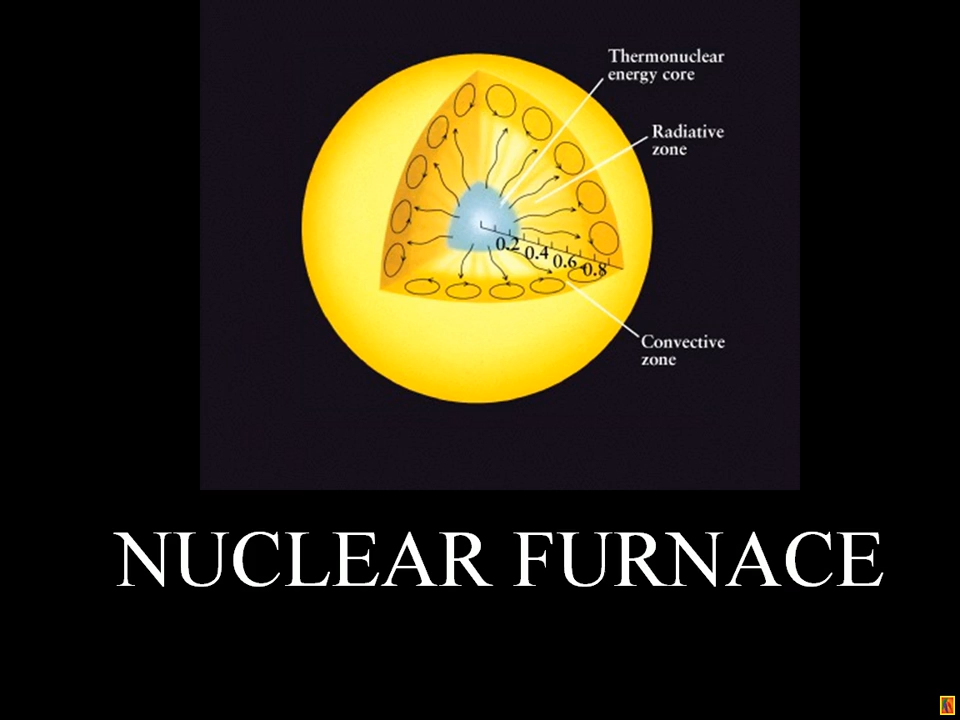 Thermonuclear
energy core
Radiative
zone
0.2 0.4 0.6 0.8
Convective
zone
NUCLEAR FURNACE